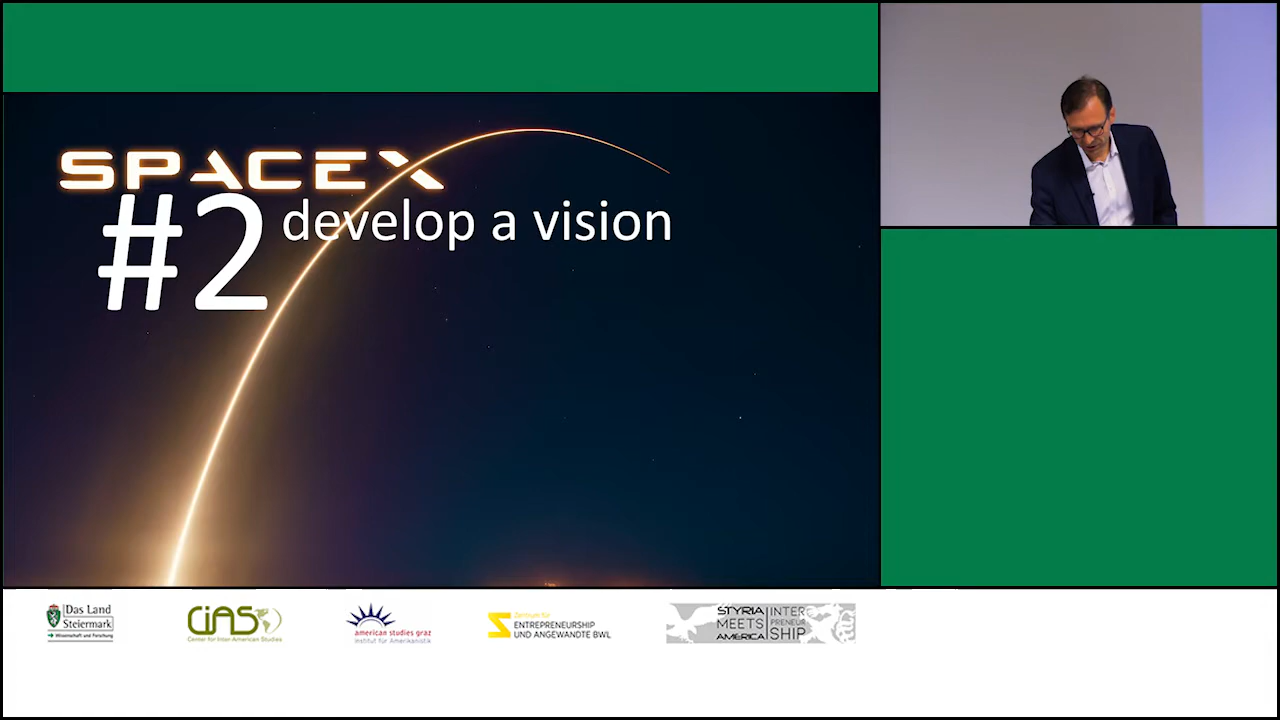 SPACEX
#2 develop a vision
Das Land
Steiermark
Wissenschaft und Forschung
CIAS
Center for Inter-American Studies
american studies graz
institut für Amerikanistik
Zentrum für
ENTREPRENEURSHIP
UND ANGEWANDTE BWL
STYRIA
MEETS
AMERICA
INTER
PRENEUR
SHIP